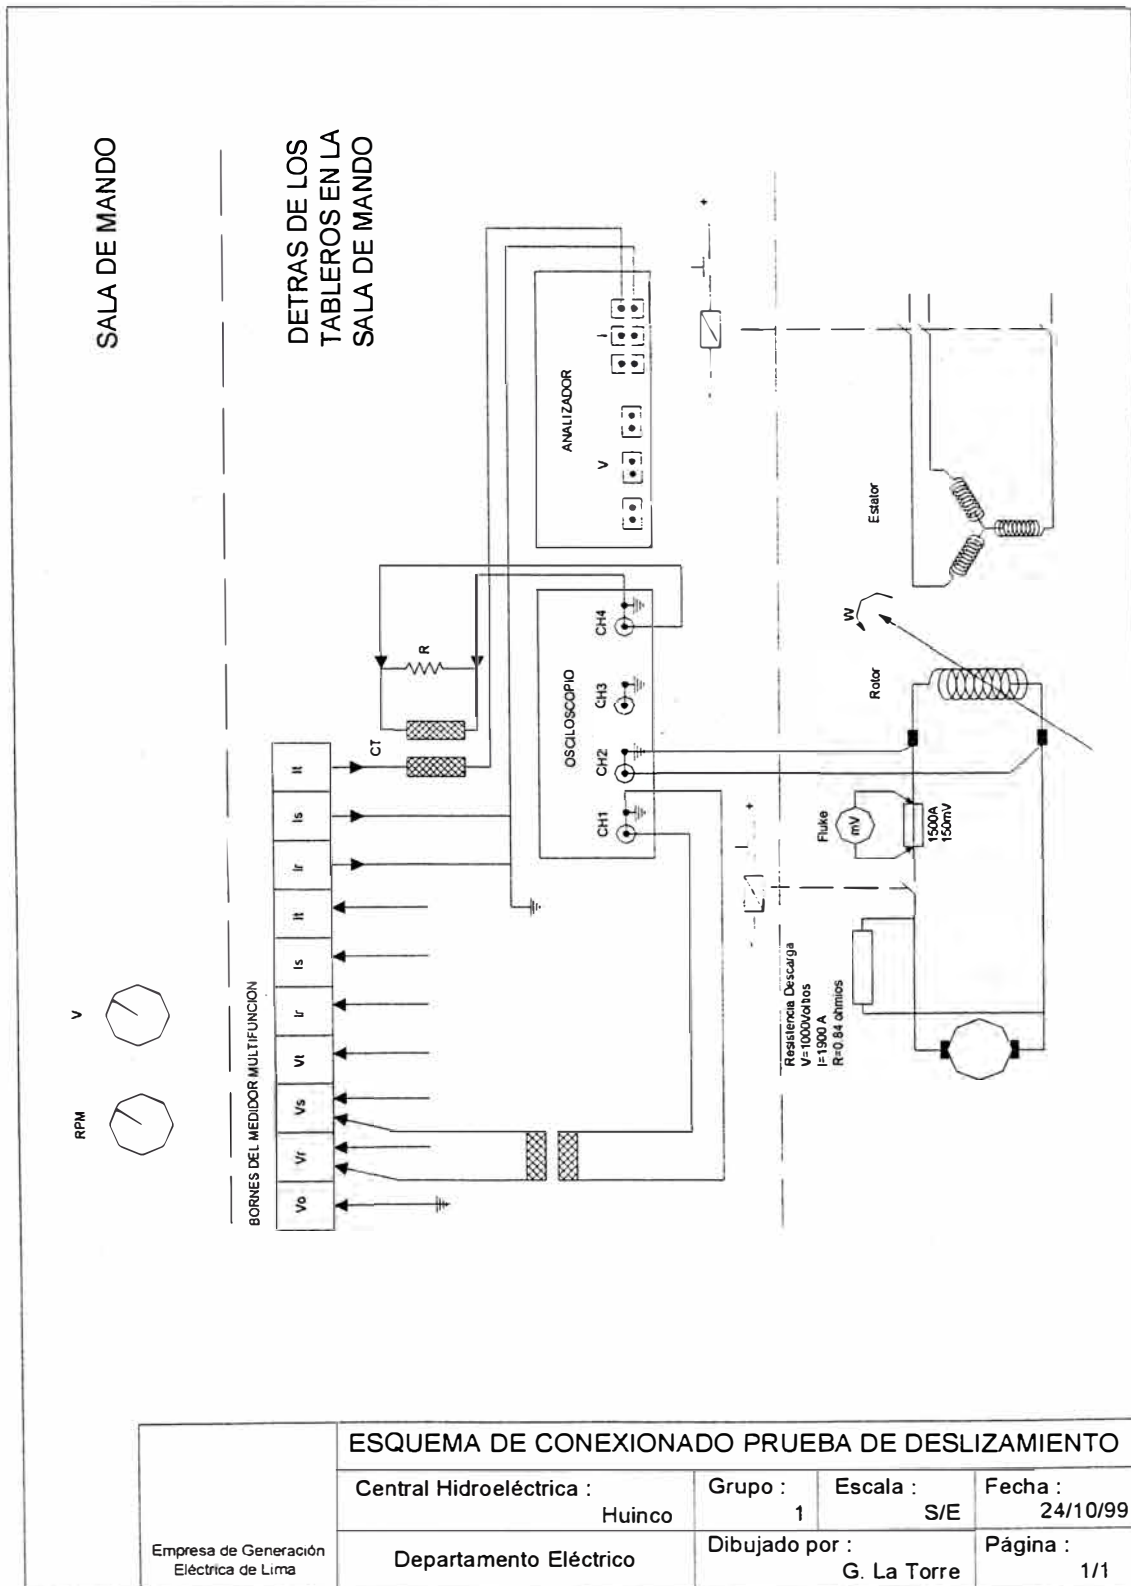 SALA DE MANDO
DETRAS DE LOS
TABLEROS EN LA
SALA DE MANDO
V
RPM
BORNES DEL MEDIDOR MULTIFUNCION
Vo
Vr
Vs
Vt
Ir
Is
It
Ir
Is
It
CT
R
OSCILOSCOPIO
CH1
CH2
CH3
CH4
ANALIZADOR
V
I
- +
- +
Resistencia Descarga
V=1000Voltios
I=1900 A
R=0.84 ohmios
Fluke
mV
1500A
150mV
Rotor
W
Estator
ESQUEMA DE CONEXIONADO PRUEBA DE DESLIZAMIENTO
Central Hidroeléctrica :
Huinco
Grupo :
1
Escala :
S/E
Fecha :
24/10/99
Empresa de Generación
Eléctrica de Lima
Departamento Eléctrico
Dibujado por :
G. La Torre
Página :
1/1